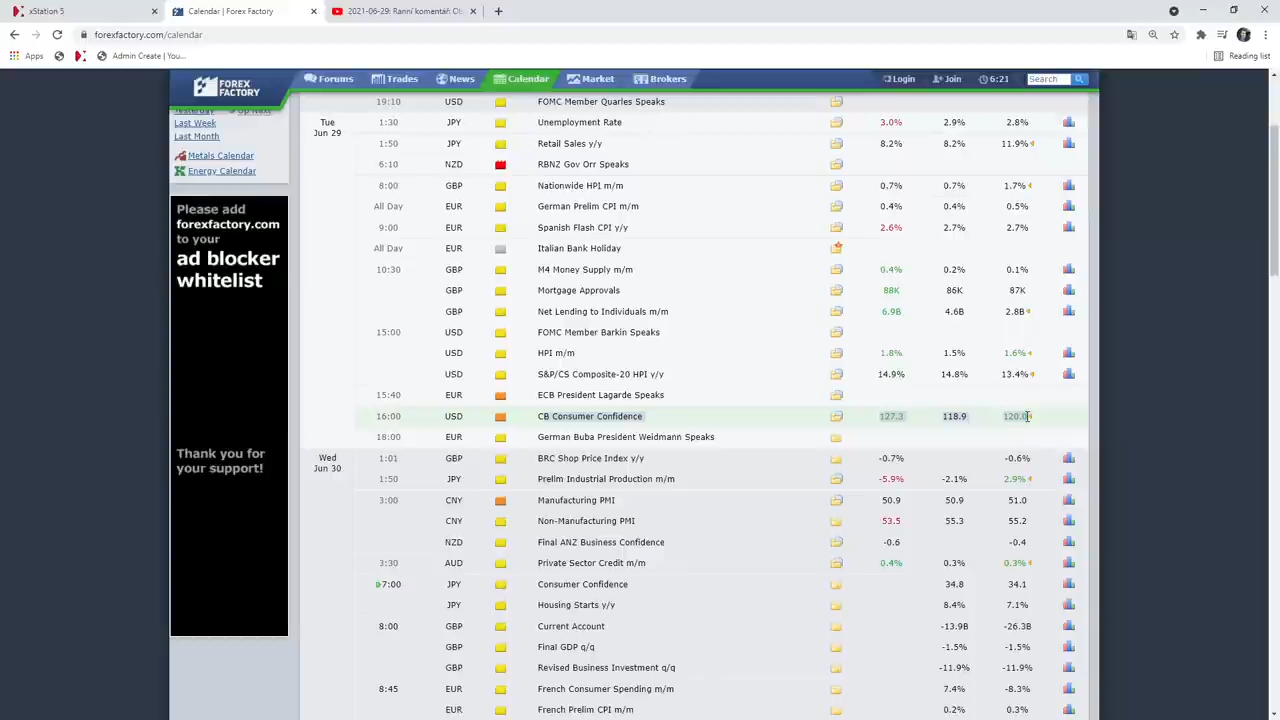 xStation 5
Calendar | Forex Factory
2021-06-29: Ranní komentář: Ob
forexfactory.com/calendar
Apps
Admin Create | You...
Reading list
FOREX FACTORY
Forums Trades News Calendar Market Brokers Login Join 6:21 Search
Yesterday Up Next
Last Week
Last Month
Metals Calendar
Energy Calendar
Please add
forexfactory.com
to your
ad blocker
whitelist
Thank you for
your support!
19:10 USD FOMC Member Quarles Speaks
Tue Jun 29 1:30 JPY Unemployment Rate 3.0% 2.9% 2.8%
1:50 JPY Retail Sales y/y 8.2% 8.2% 11.9%
6:10 NZD RBNZ Gov Orr Speaks
8:00 GBP Nationwide HPI m/m 0.7% 0.7% 1.7%
All Day EUR German Prelim CPI m/m 0.4% 0.4% 0.5%
9:00 EUR Spanish Flash CPI y/y 2.6% 2.7% 2.7%
All Day EUR Italian Bank Holiday
10:30 GBP M4 Money Supply m/m 0.4% 0.2% 0.1%
GBP Mortgage Approvals 88K 86K 87K
GBP Net Lending to Individuals m/m 6.9B 4.6B 2.8B
15:00 USD FOMC Member Barkin Speaks
USD HPI m/m 1.8% 1.5% 1.6%
USD S&P/CS Composite-20 HPI y/y 14.9% 14.8% 13.4%
15:40 EUR ECB President Lagarde Speaks
16:00 USD CB Consumer Confidence 127.3 118.9 120.0
18:00 EUR German Buba President Weidmann Speaks
Wed Jun 30 1:01 GBP BRC Shop Price Index y/y -0.7% -0.6%
1:50 JPY Prelim Industrial Production m/m -5.9% -2.1% 2.9%
3:00 CNY Manufacturing PMI 50.9 50.9 51.0
CNY Non-Manufacturing PMI 53.5 55.3 55.2
NZD Final ANZ Business Confidence -0.6 -0.4
3:30 AUD Private Sector Credit m/m 0.4% 0.3% 0.3%
7:00 JPY Consumer Confidence 34.8 34.1
JPY Housing Starts y/y 8.4% 7.1%
8:00 GBP Current Account -13.9B -26.3B
GBP Final GDP q/q -1.5% -1.5%
GBP Revised Business Investment q/q -11.9% -11.9%
8:45 EUR French Consumer Spending m/m 7.4% -8.3%
EUR French Prelim CPI m/m 0.2% 0.3%